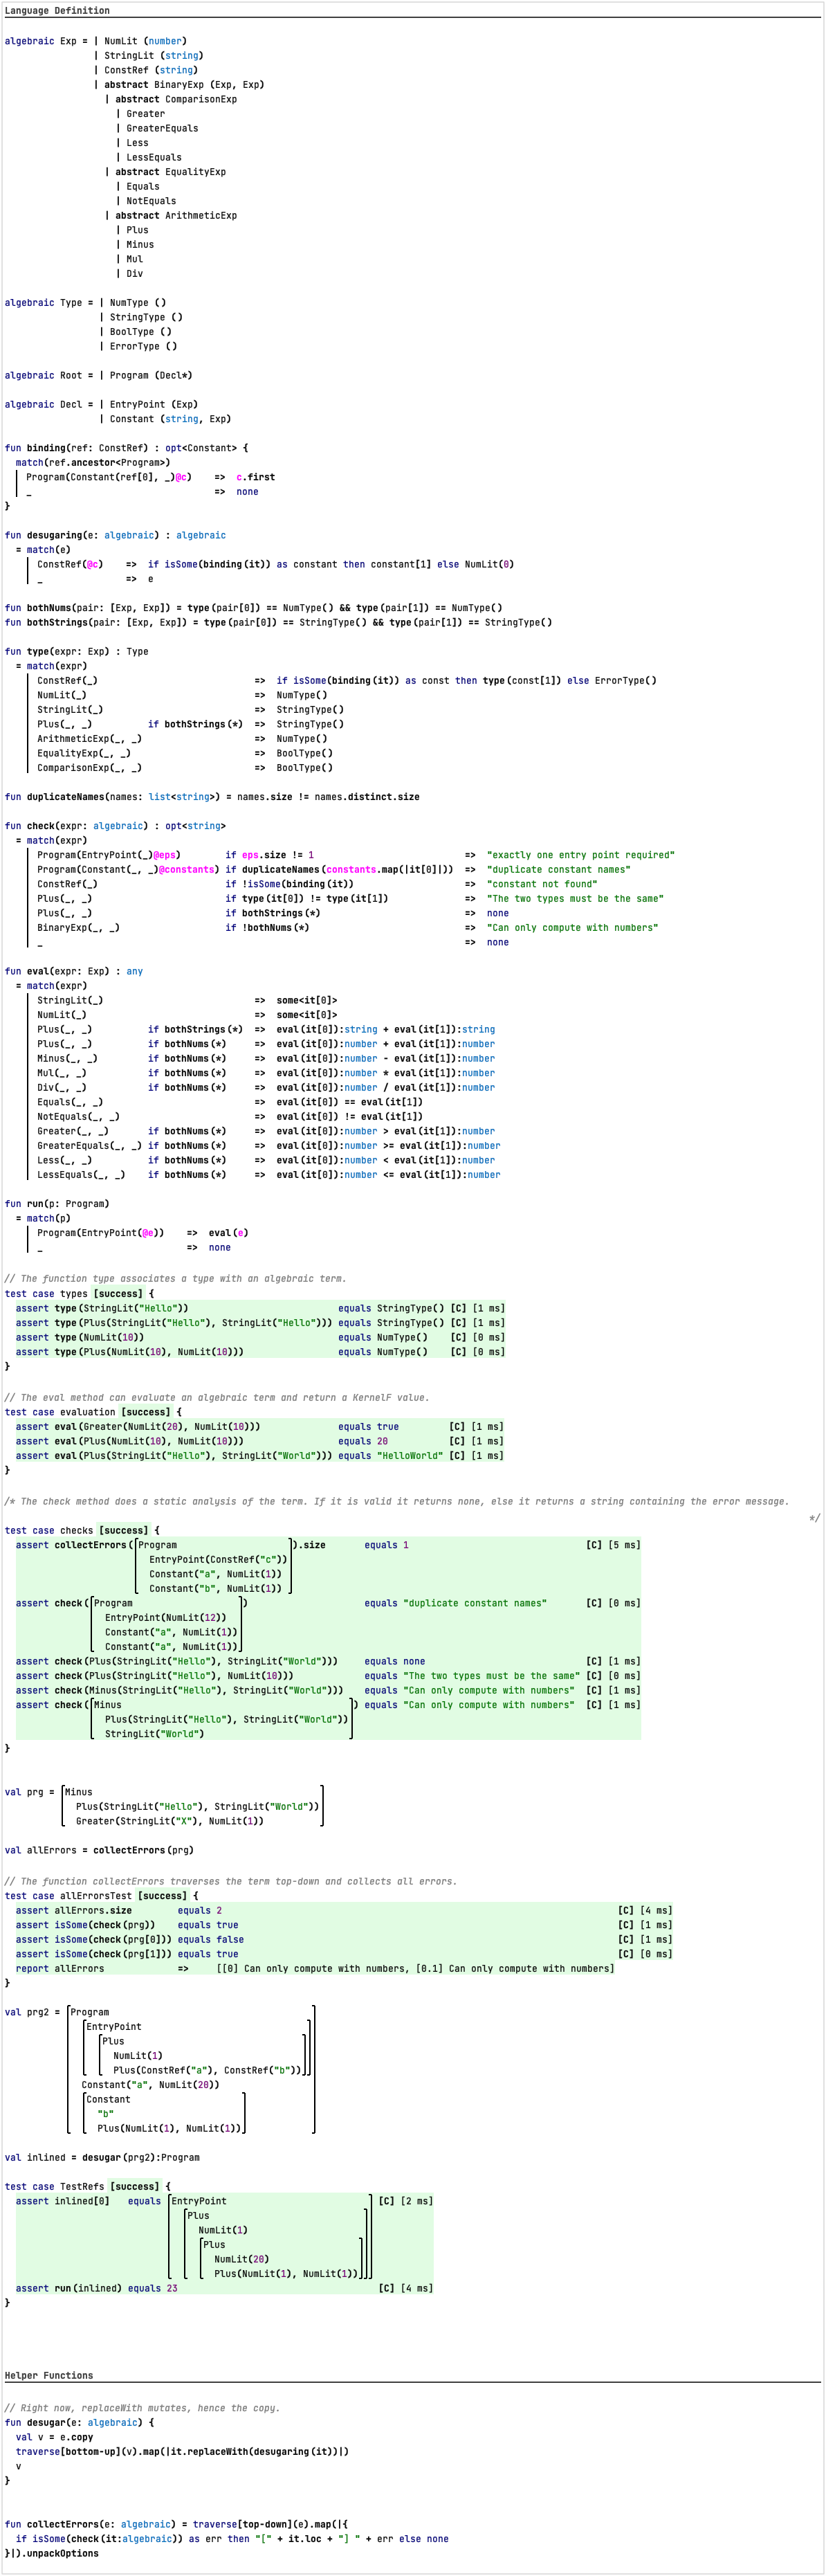 Language Definition
algebraic Exp = | NumLit (number)
| StringLit (string)
| ConstRef (string)
| abstract BinaryExp (Exp, Exp)
| abstract ComparisonExp
| Greater
| GreaterEquals
| Less
| LessEquals
| abstract EqualityExp
| Equals
| NotEquals
| abstract ArithmeticExp
| Plus
| Minus
| Mul
| Div
algebraic Type = | NumType ()
| StringType ()
| BoolType ()
| ErrorType ()
algebraic Root = | Program (Decl*)
algebraic Decl = | EntryPoint (Exp)
| Constant (string, Exp)
fun binding(ref: ConstRef) : opt<Constant> {
match(ref.ancestor<Program>)
Program(Constant(ref[0], _)@c) => c.first
_ => none
}
fun desugaring(e: algebraic) : algebraic
= match(e)
ConstRef(@c) => if isSome(binding(it)) as constant then constant[1] else NumLit(0)
_ => e
fun bothNums(pair: [Exp, Exp]) = type(pair[0]) == NumType() && type(pair[1]) == NumType()
fun bothStrings(pair: [Exp, Exp]) = type(pair[0]) == StringType() && type(pair[1]) == StringType()
fun type(expr: Exp) : Type
= match(expr)
ConstRef(_) => if isSome(binding(it)) as const then type(const[1]) else ErrorType()
NumLit(_) => NumType()
StringLit(_) => StringType()
Plus(_, _) if bothStrings(*) => StringType()
ArithmeticExp(_, _) => NumType()
EqualityExp(_, _) => BoolType()
ComparisonExp(_, _) => BoolType()
fun duplicateNames(names: list<string>) = names.size != names.distinct.size
fun check(expr: algebraic) : opt<string>
= match(expr)
Program(EntryPoint(_)@eps) if eps.size != 1 => "exactly one entry point required"
Program(Constant(_, _)@constants) if duplicateNames(constants.map(|it[0]|)) => "duplicate constant names"
ConstRef(_) if !isSome(binding(it)) => "constant not found"
Plus(_, _) if type(it[0]) != type(it[1]) => "The two types must be the same"
Plus(_, _) if bothStrings(*) => none
BinaryExp(_, _) if !bothNums(*) => "Can only compute with numbers"
_ => none
fun eval(expr: Exp) : any
= match(expr)
StringLit(_) => some<it[0]>
NumLit(_) => some<it[0]>
Plus(_, _) if bothStrings(*) => eval(it[0]):string + eval(it[1]):string
Plus(_, _) if bothNums(*) => eval(it[0]):number + eval(it[1]):number
Minus(_, _) if bothNums(*) => eval(it[0]):number - eval(it[1]):number
Mul(_, _) if bothNums(*) => eval(it[0]):number * eval(it[1]):number
Div(_, _) if bothNums(*) => eval(it[0]):number / eval(it[1]):number
Equals(_, _) => eval(it[0]) == eval(it[1])
NotEquals(_, _) => eval(it[0]) != eval(it[1])
Greater(_, _) if bothNums(*) => eval(it[0]):number > eval(it[1]):number
GreaterEquals(_, _) if bothNums(*) => eval(it[0]):number >= eval(it[1]):number
Less(_, _) if bothNums(*) => eval(it[0]):number < eval(it[1]):number
LessEquals(_, _) if bothNums(*) => eval(it[0]):number <= eval(it[1]):number
fun run(p: Program)
= match(p)
Program(EntryPoint(@e)) => eval(e)
_ => none
// The function type associates a type with an algebraic term.
test case types [success] {
assert type(StringLit("Hello")) equals StringType() [C] [1 ms]
assert type(Plus(StringLit("Hello"), StringLit("Hello"))) equals StringType() [C] [1 ms]
assert type(NumLit(10)) equals NumType() [C] [0 ms]
assert type(Plus(NumLit(10), NumLit(10))) equals NumType() [C] [0 ms]
}
// The eval method can evaluate an algebraic term and return a KernelF value.
test case evaluation [success] {
assert eval(Greater(NumLit(20), NumLit(10))) equals true [C] [1 ms]
assert eval(Plus(NumLit(10), NumLit(10))) equals 20 [C] [1 ms]
assert eval(Plus(StringLit("Hello"), StringLit("World"))) equals "HelloWorld" [C] [1 ms]
}
/* The check method does a static analysis of the term. If it is valid it returns none, else it returns a string containing the error message.
*/
test case checks [success] {
assert collectErrors([Program ]).size equals 1 [C] [5 ms]
EntryPoint(ConstRef("c"))
Constant("a", NumLit(1))
Constant("b", NumLit(1))
assert check([Program ]) equals "duplicate constant names" [C] [0 ms]
EntryPoint(NumLit(12))
Constant("a", NumLit(1))
Constant("a", NumLit(1))
assert check(Plus(StringLit("Hello"), StringLit("World"))) equals none [C] [1 ms]
assert check(Plus(StringLit("Hello"), NumLit(10))) equals "The two types must be the same" [C] [0 ms]
assert check(Minus(StringLit("Hello"), StringLit("World"))) equals "Can only compute with numbers" [C] [1 ms]
assert check([Minus ]) equals "Can only compute with numbers" [C] [1 ms]
Plus(StringLit("Hello"), StringLit("World"))
StringLit("World")
}
val prg = [Minus ]
Plus(StringLit("Hello"), StringLit("World"))
Greater(StringLit("X"), NumLit(1))
val allErrors = collectErrors(prg)
// The function collectErrors traverses the term top-down and collects all errors.
test case allErrorsTest [success] {
assert allErrors.size equals 2 [C] [4 ms]
assert isSome(check(prg)) equals true [C] [1 ms]
assert isSome(check(prg[0])) equals false [C] [1 ms]
assert isSome(check(prg[1])) equals true [C] [0 ms]
report allErrors => [[0] Can only compute with numbers, [0.1] Can only compute with numbers]
}
val prg2 = [Program ]
[EntryPoint ]
[Plus ]
NumLit(1)
Plus(ConstRef("a"), ConstRef("b"))
Constant("a", NumLit(20))
[Constant ]
"b"
Plus(NumLit(1), NumLit(1))
val inlined = desugar(prg2):Program
test case TestRefs [success] {
assert inlined[0] equals [EntryPoint ] [C] [2 ms]
[Plus ]
NumLit(1)
[Plus ]
NumLit(20)
Plus(NumLit(1), NumLit(1))
assert run(inlined) equals 23 [C] [4 ms]
}
Helper Functions
// Right now, replaceWith mutates, hence the copy.
fun desugar(e: algebraic) {
val v = e.copy
traverse[bottom-up](v).map(|it.replaceWith(desugaring(it))|)
v
}
fun collectErrors(e: algebraic) = traverse[top-down](e).map(|{
if isSome(check(it:algebraic)) as err then "[" + it.loc + "] " + err else none
}|).unpackOptions